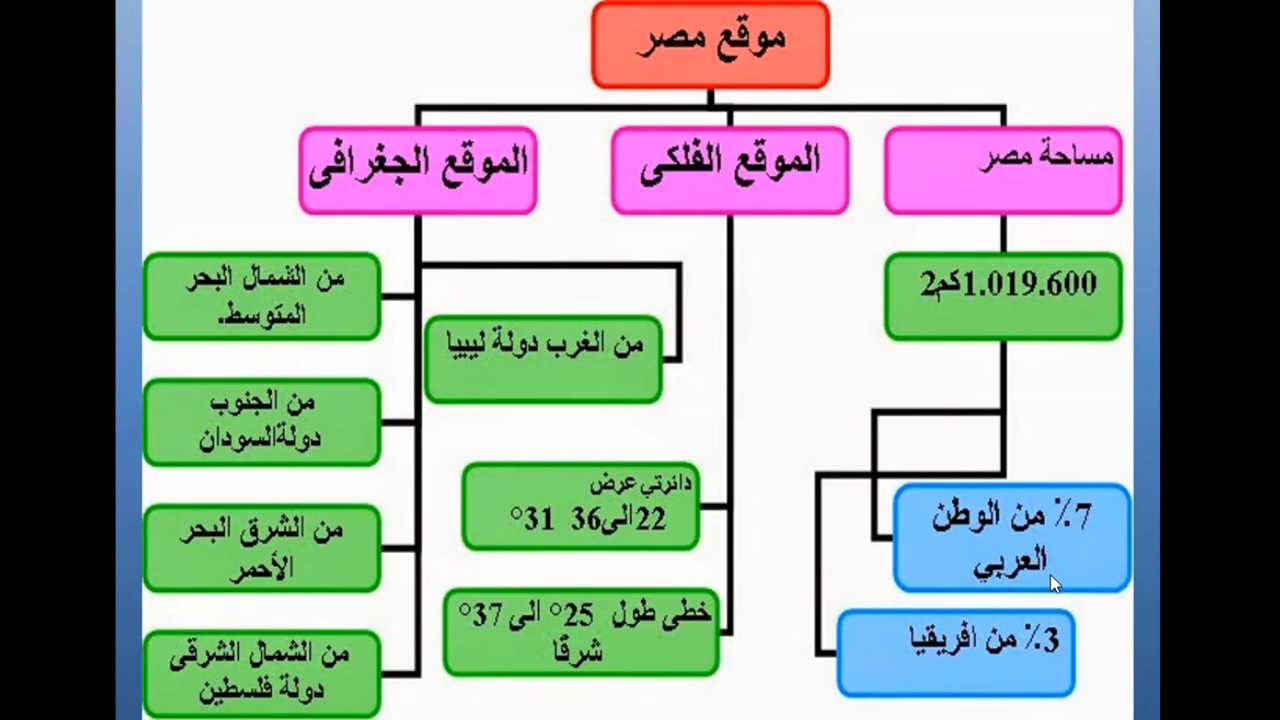 موقع مصر
مساحة مصر
الموقع الفلكى
الموقع الجغرافى
1.019.600كم2
7٪ من الوطن
العربي
3٪ من افريقيا
دائرتي عرض
22الى36 31°
خطى طول 25° الى 37°
شرقًا
من الشمال البحر
المتوسط.
من الغرب دولة ليبيا
من الجنوب
دولةالسودان
من الشرق البحر
الأحمر
من الشمال الشرقى
دولة فلسطين